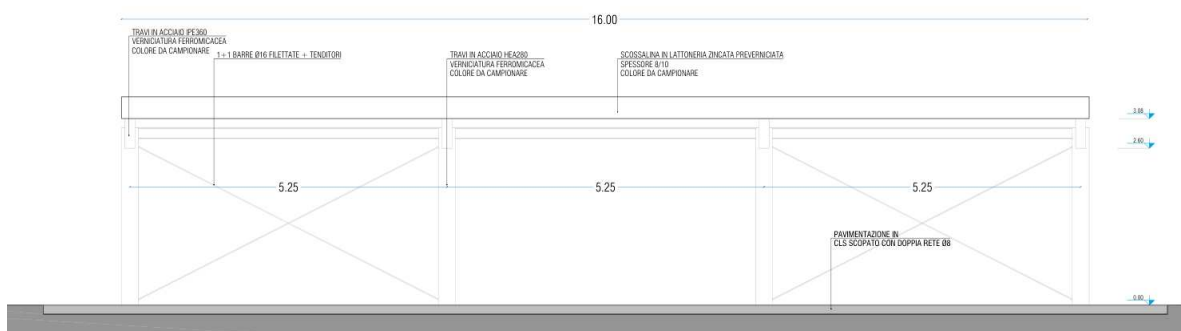 16.00
TRAVI IN ACCIAIO IPE360
VERNICIATURA FERROMICACEA
COLORE DA CAMPIONARE
1+1 BARRE Ø16 FILETTATE + TENDITORI
TRAVI IN ACCIAIO HEA280
VERNICIATURA FERROMICACEA
COLORE DA CAMPIONARE
SCOSSALINA IN LATTONERIA ZINCATA PREVERNICIATA
SPESSORE 8/10
COLORE DA CAMPIONARE
2.60
5.25
5.25
5.25
PAVIMENTAZIONE IN
CLS SCOPATO CON DOPPIA RETE Ø8